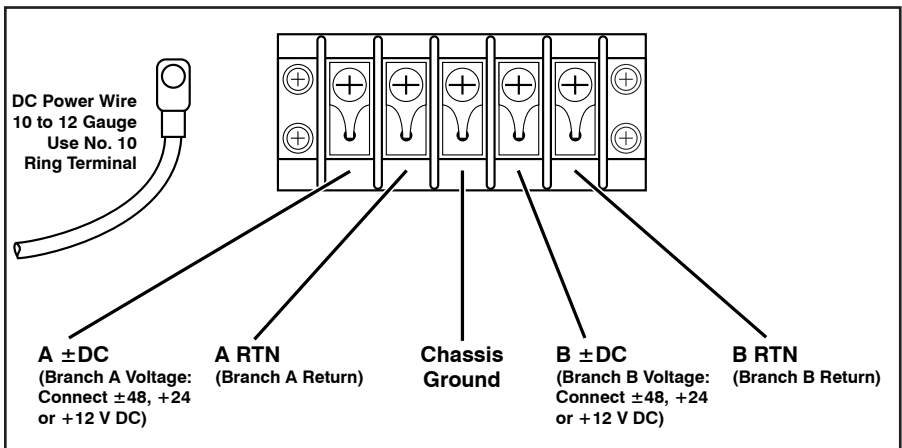 DC Power Wire
10 to 12 Gauge
Use No. 10
Ring Terminal
A ±DC
(Branch A Voltage:
Connect ±48, +24
or +12 V DC)
A RTN
(Branch A Return)
Chassis
Ground
B ±DC
(Branch B Voltage:
Connect ±48, +24
or +12 V DC)
B RTN
(Branch B Return)